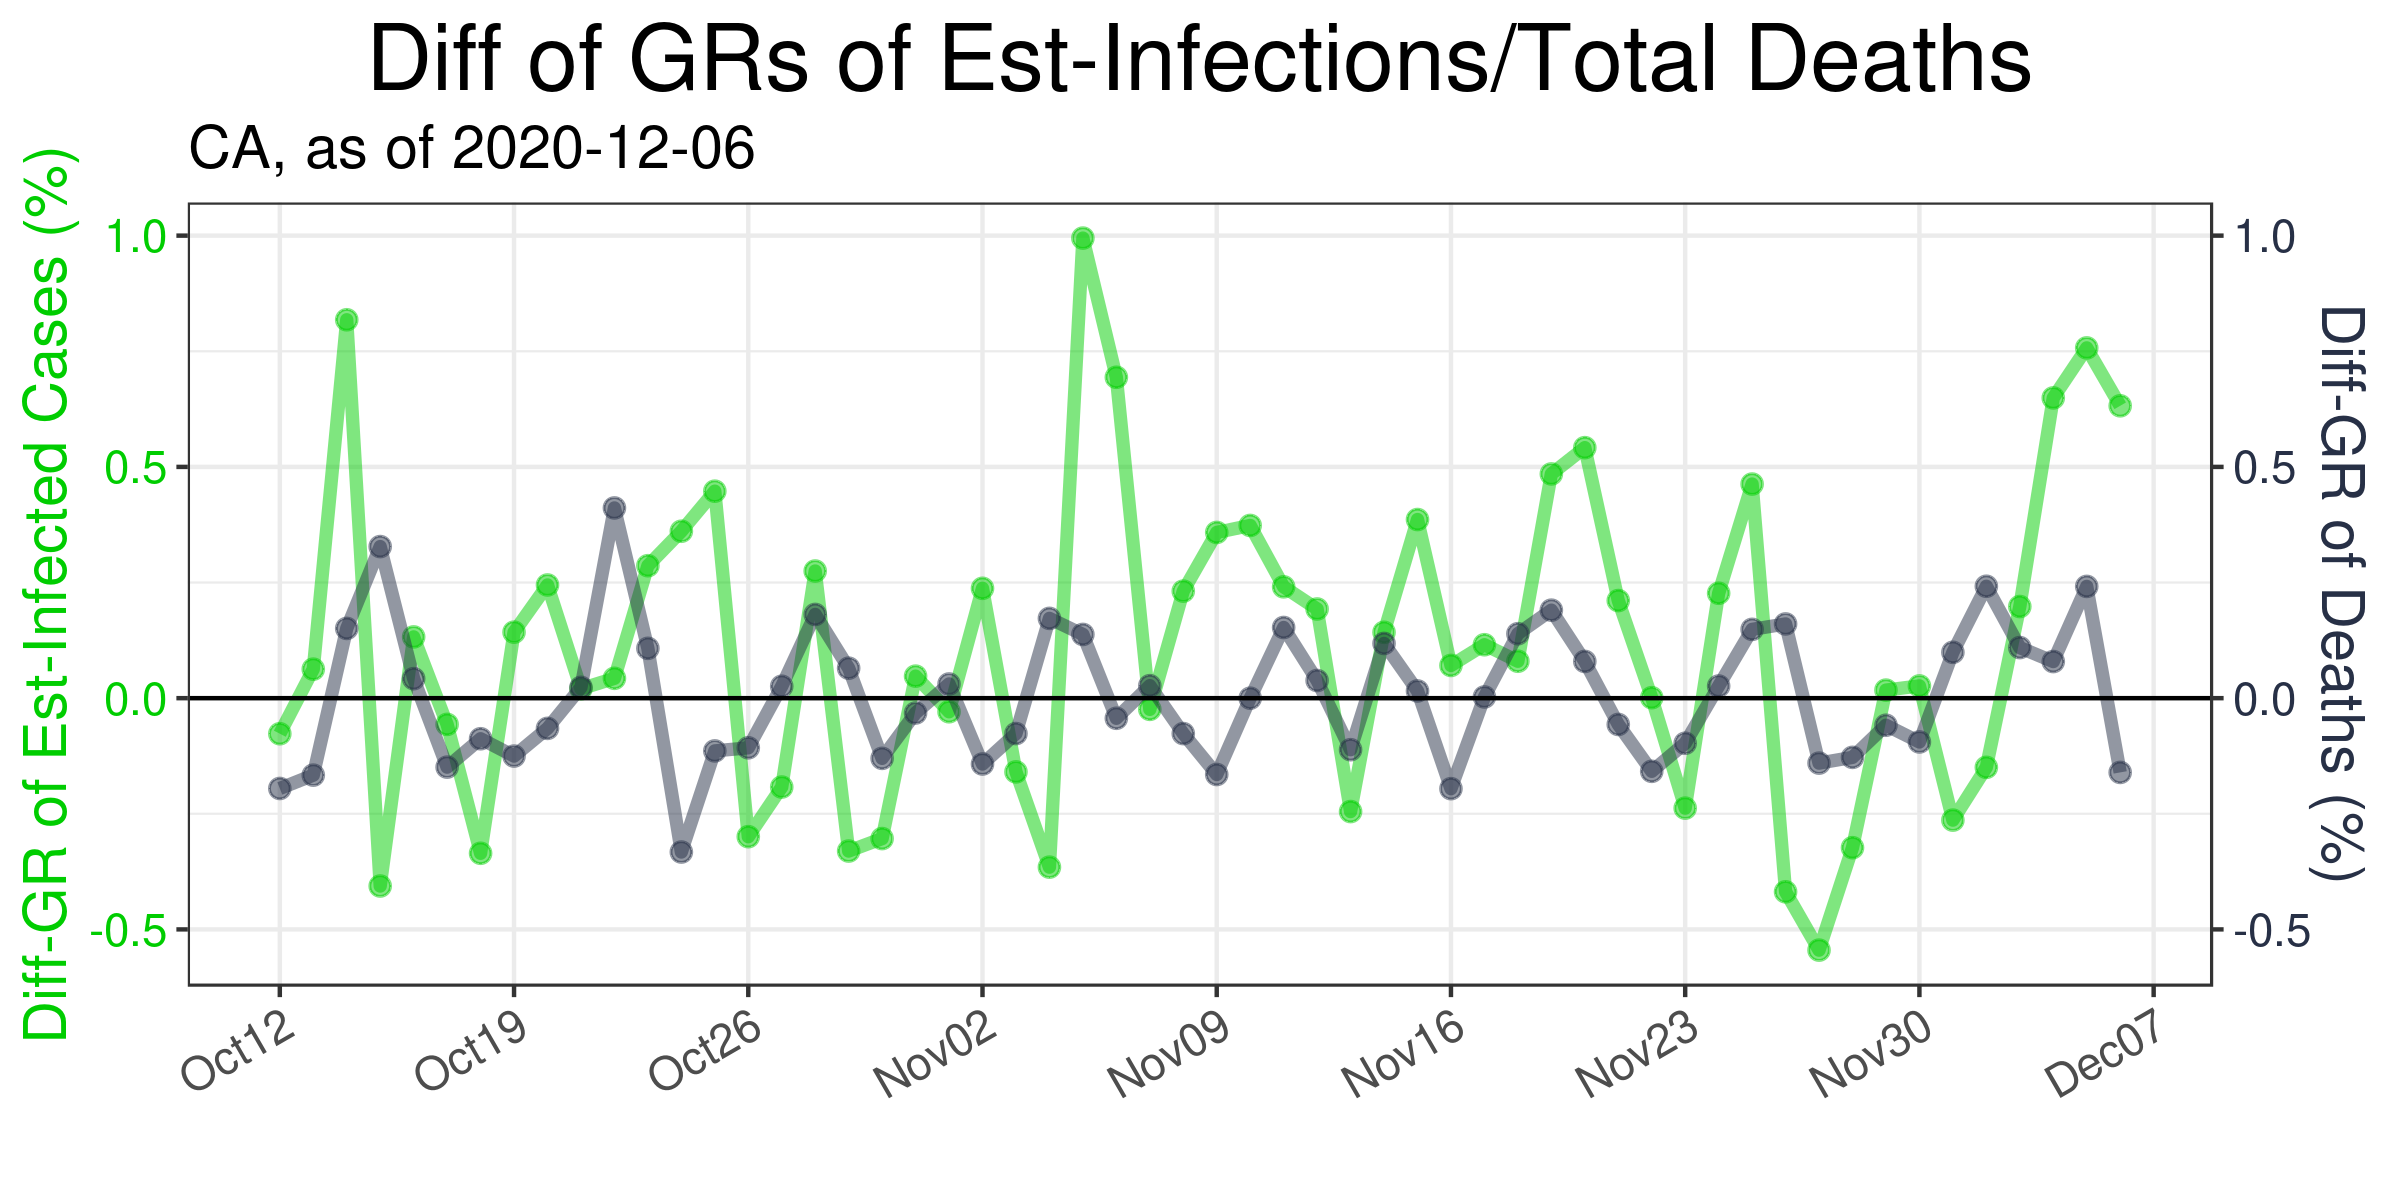 Diff of GRs of Est-Infections/Total Deaths
CA, as of 2020-12-06
Diff-GR of Est-Infected Cases (%)
1.0
0.5
0.0
-0.5
1.0
0.5
0.0
-0.5
Diff-GR of Deaths (%)
Oct12
Oct19
Oct26
Nov02
Nov09
Nov16
Nov23
Nov30
Dec07